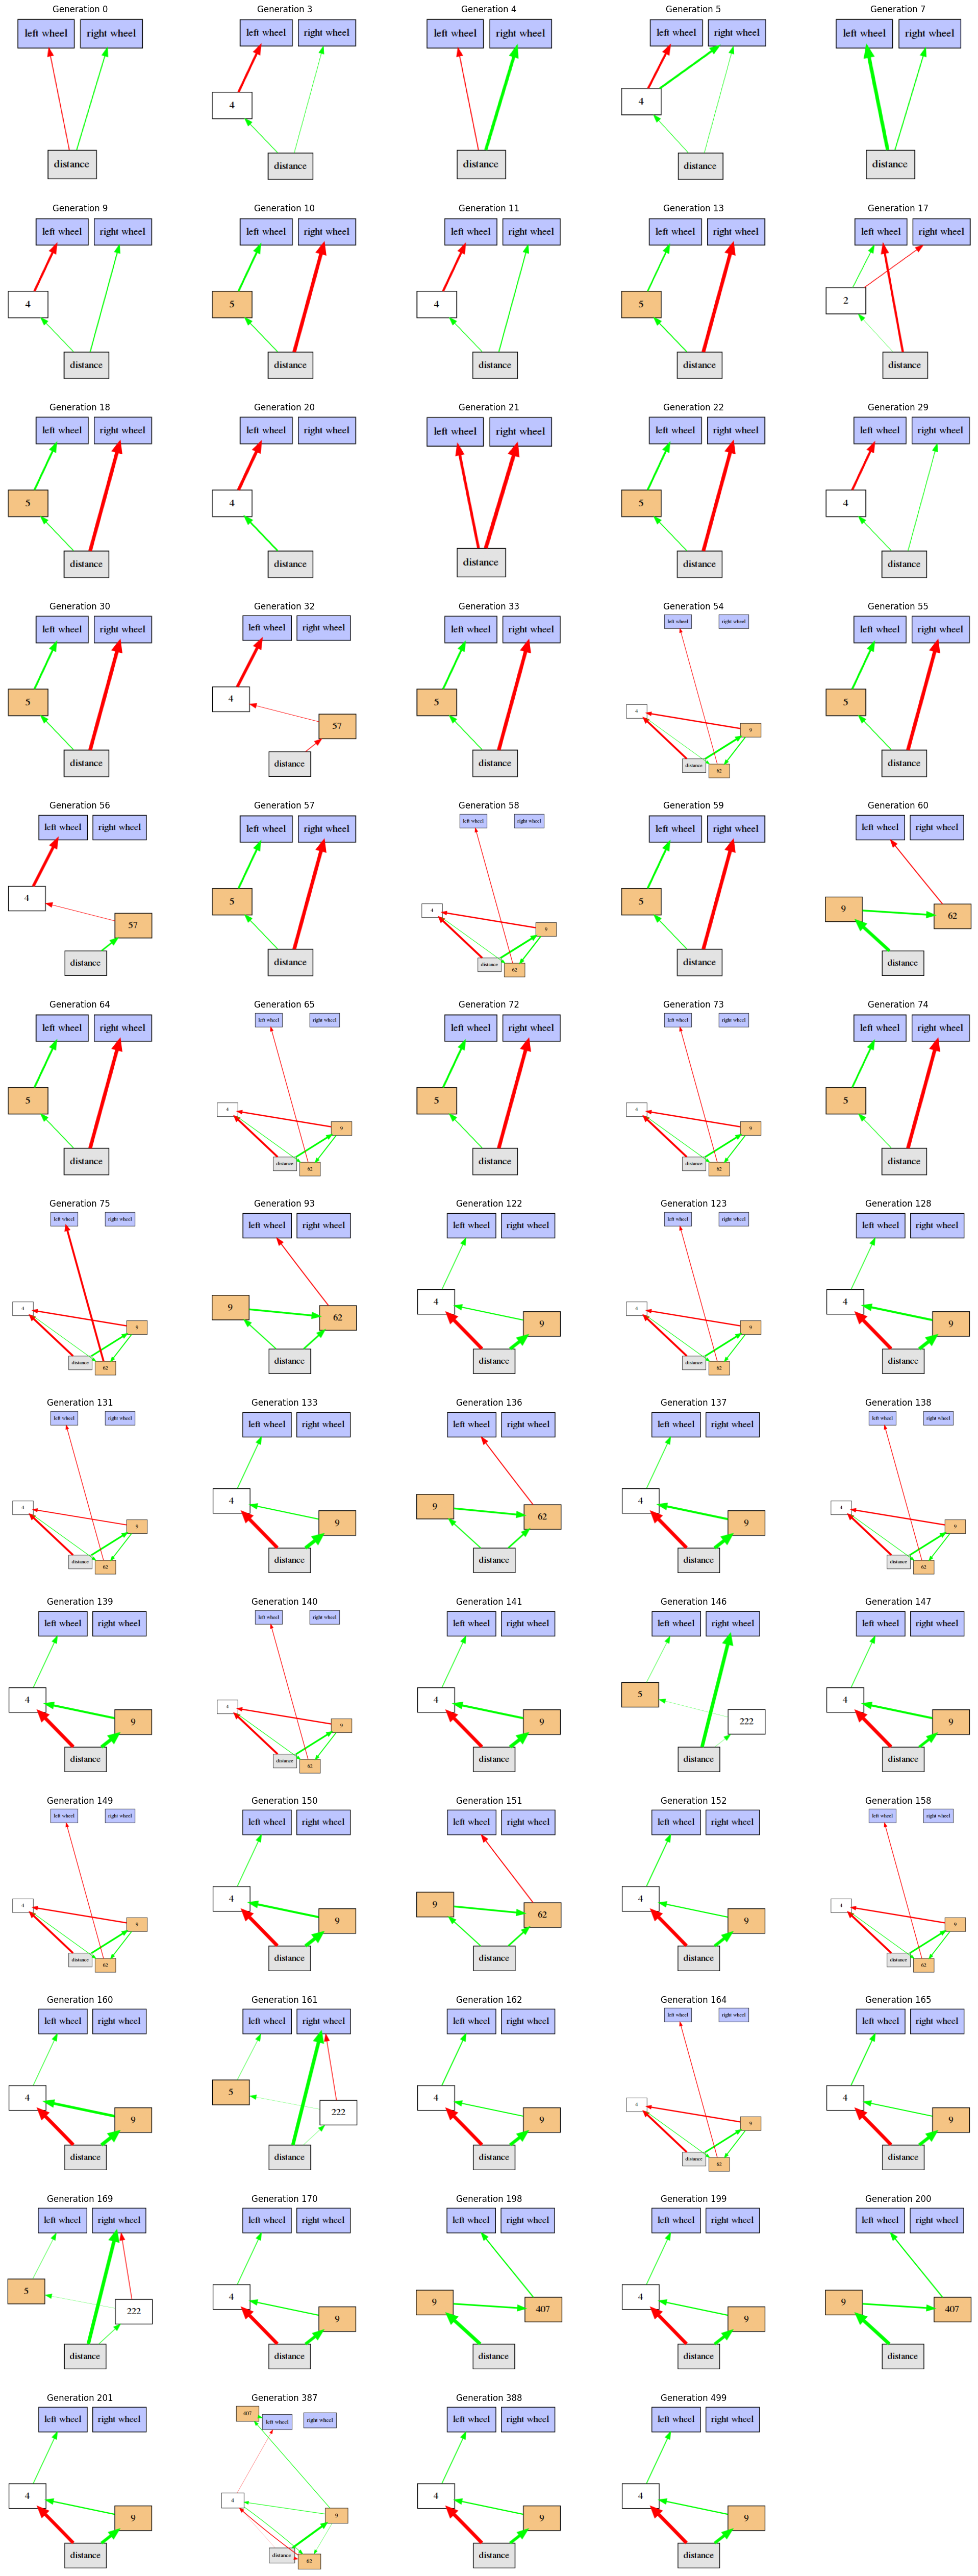 Generation 0
left wheel right wheel
distance
Generation 3
left wheel right wheel
4
distance
Generation 4
left wheel right wheel
distance
Generation 5
left wheel right wheel
4
distance
Generation 7
left wheel right wheel
distance
Generation 9
left wheel right wheel
4
distance
Generation 10
left wheel right wheel
5
distance
Generation 11
left wheel right wheel
4
distance
Generation 13
left wheel right wheel
5
distance
Generation 17
left wheel right wheel
2
distance
Generation 18
left wheel right wheel
5
distance
Generation 20
left wheel right wheel
4
distance
Generation 21
left wheel right wheel
distance
Generation 22
left wheel right wheel
5
distance
Generation 29
left wheel right wheel
4
distance
Generation 30
left wheel right wheel
5
distance
Generation 32
left wheel right wheel
4
57
distance
Generation 33
left wheel right wheel
5
distance
Generation 54
left wheel right wheel
4
9
distance
62
Generation 55
left wheel right wheel
5
distance
Generation 56
left wheel right wheel
4
57
distance
Generation 57
left wheel right wheel
5
distance
Generation 58
left wheel right wheel
4
9
distance
62
Generation 59
left wheel right wheel
5
distance
Generation 60
left wheel right wheel
9
62
distance
Generation 64
left wheel right wheel
5
distance
Generation 65
left wheel right wheel
4
9
distance
62
Generation 72
left wheel right wheel
5
distance
Generation 73
left wheel right wheel
4
9
distance
62
Generation 74
left wheel right wheel
5
distance
Generation 75
left wheel right wheel
4
9
distance
62
Generation 93
left wheel right wheel
9
62
distance
Generation 122
left wheel right wheel
4
9
distance
Generation 123
left wheel right wheel
4
9
distance
62
Generation 128
left wheel right wheel
4
9
distance
Generation 131
left wheel right wheel
4
9
distance
62
Generation 133
left wheel right wheel
4
9
distance
Generation 136
left wheel right wheel
9
62
distance
Generation 137
left wheel right wheel
4
9
distance
Generation 138
left wheel right wheel
4
9
distance
62
Generation 139
left wheel right wheel
4
9
distance
Generation 140
left wheel right wheel
4
9
distance
62
Generation 141
left wheel right wheel
4
9
distance
Generation 146
left wheel right wheel
5
222
distance
Generation 147
left wheel right wheel
4
9
distance
Generation 149
left wheel right wheel
4
9
distance
62
Generation 150
left wheel right wheel
4
9
distance
Generation 151
left wheel right wheel
9
62
distance
Generation 152
left wheel right wheel
4
9
distance
Generation 158
left wheel right wheel
4
9
distance
62
Generation 160
left wheel right wheel
4
9
distance
Generation 161
left wheel right wheel
5
222
distance
Generation 162
left wheel right wheel
4
9
distance
Generation 164
left wheel right wheel
4
9
distance
62
Generation 165
left wheel right wheel
4
9
distance
Generation 169
left wheel right wheel
5
222
distance
Generation 170
left wheel right wheel
4
9
distance
Generation 198
left wheel right wheel
9
407
distance
Generation 199
left wheel right wheel
4
9
distance
Generation 200
left wheel right wheel
9
407
distance
Generation 201
left wheel right wheel
4
9
distance
Generation 387
407
left wheel right wheel
4
9
distance
62
Generation 388
left wheel right wheel
4
9
distance
Generation 499
left wheel right wheel
4
9
distance